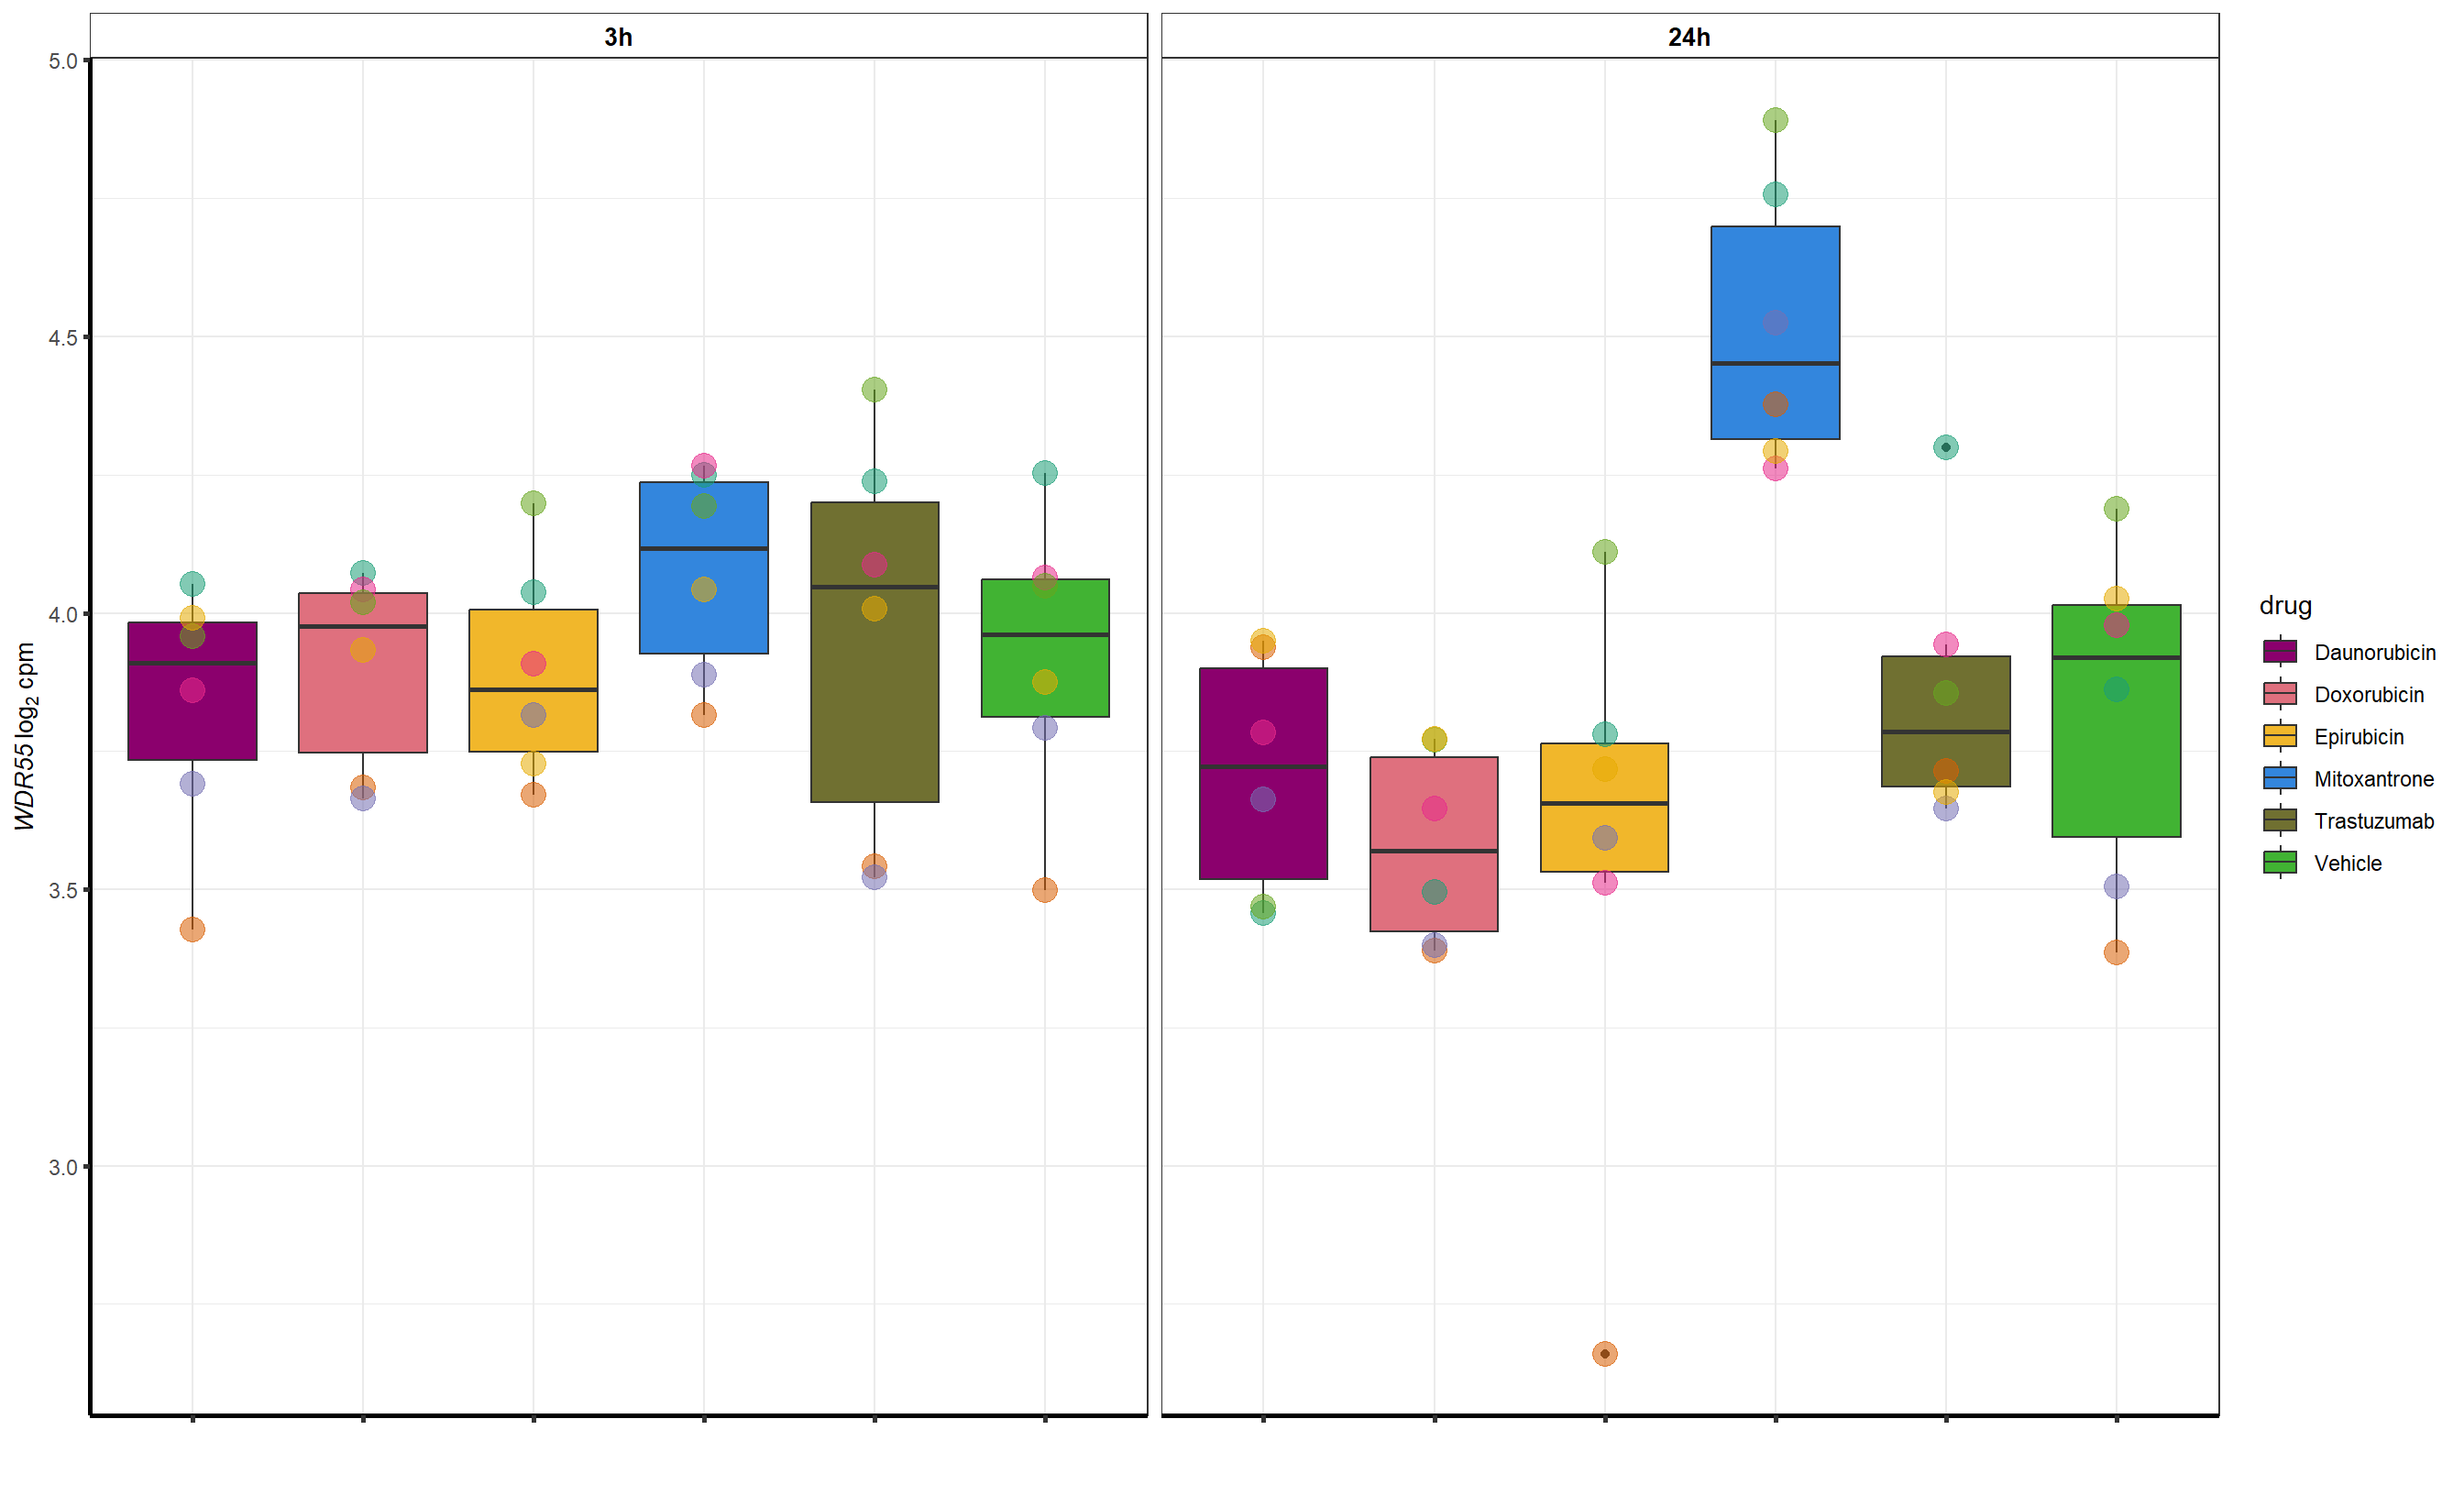 3h
24h
5.0
4.5
4.0
3.5
3.0
WDR55 log₂ cpm
drug
Daunorubicin
Doxorubicin
Epirubicin
Mitoxantrone
Trastuzumab
Vehicle